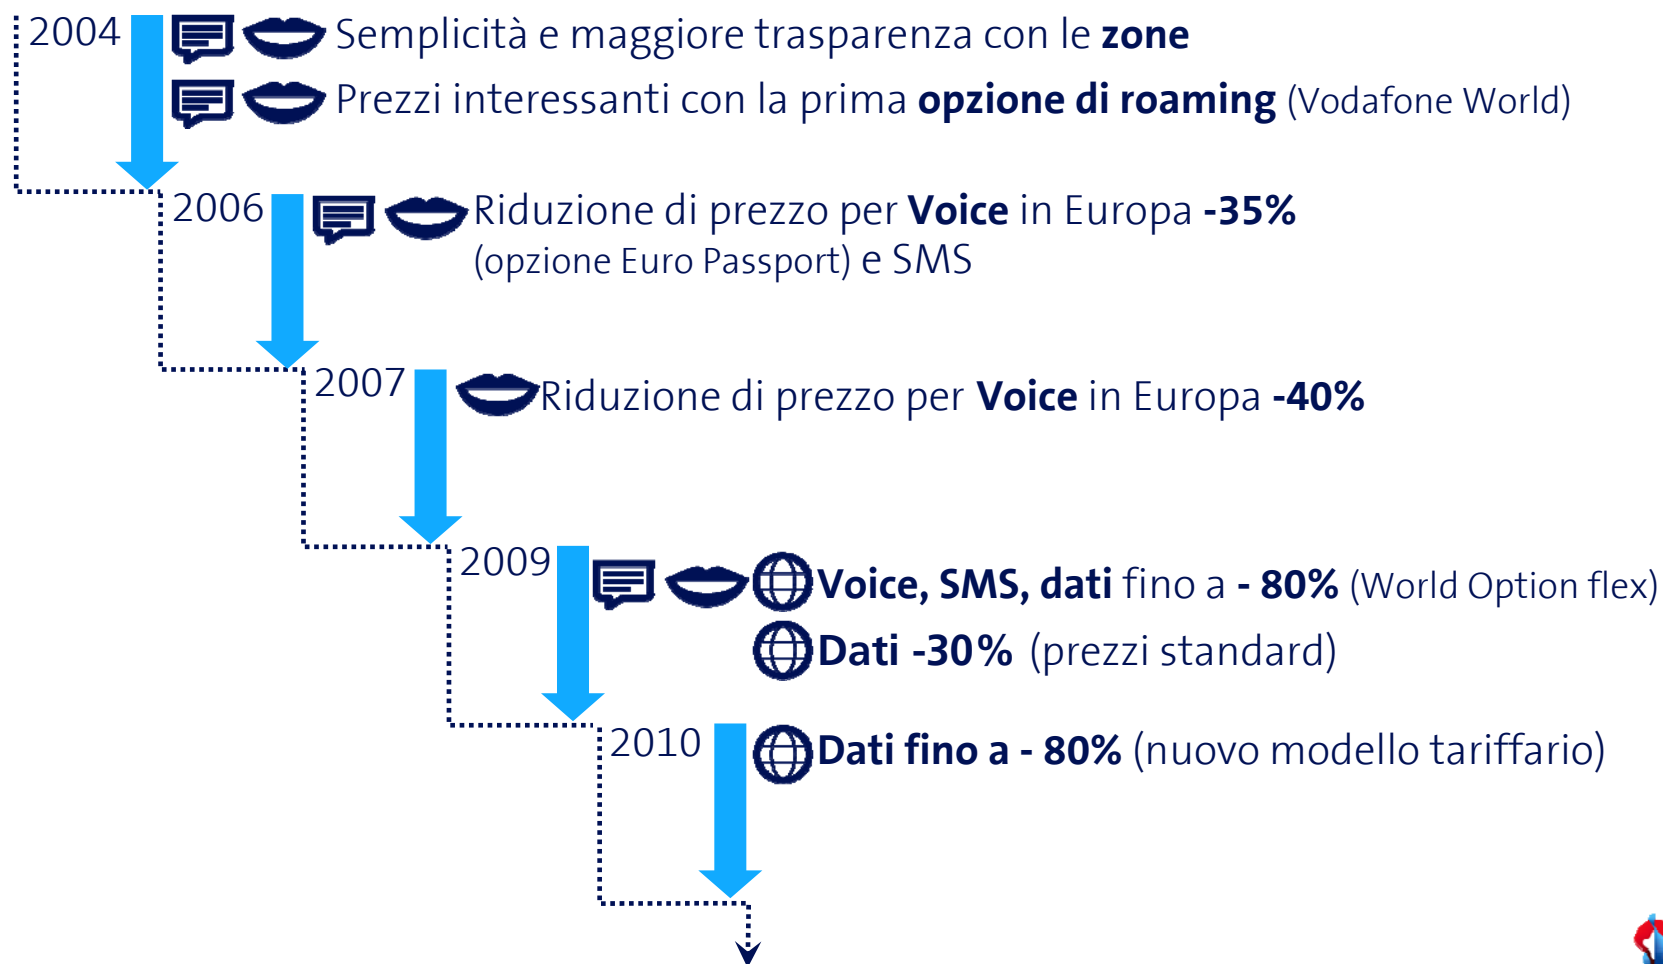 2004 Semplicità e maggiore trasparenza con le zone
Prezzi interessanti con la prima opzione di roaming (Vodafone World)
2006 Riduzione di prezzo per Voice in Europa -35%
(opzione Euro Passport) e SMS
2007 Riduzione di prezzo per Voice in Europa -40%
2009 Voice, SMS, dati fino a - 80% (World Option flex)
Dati -30% (prezzi standard)
2010 Dati fino a - 80% (nuovo modello tariffario)